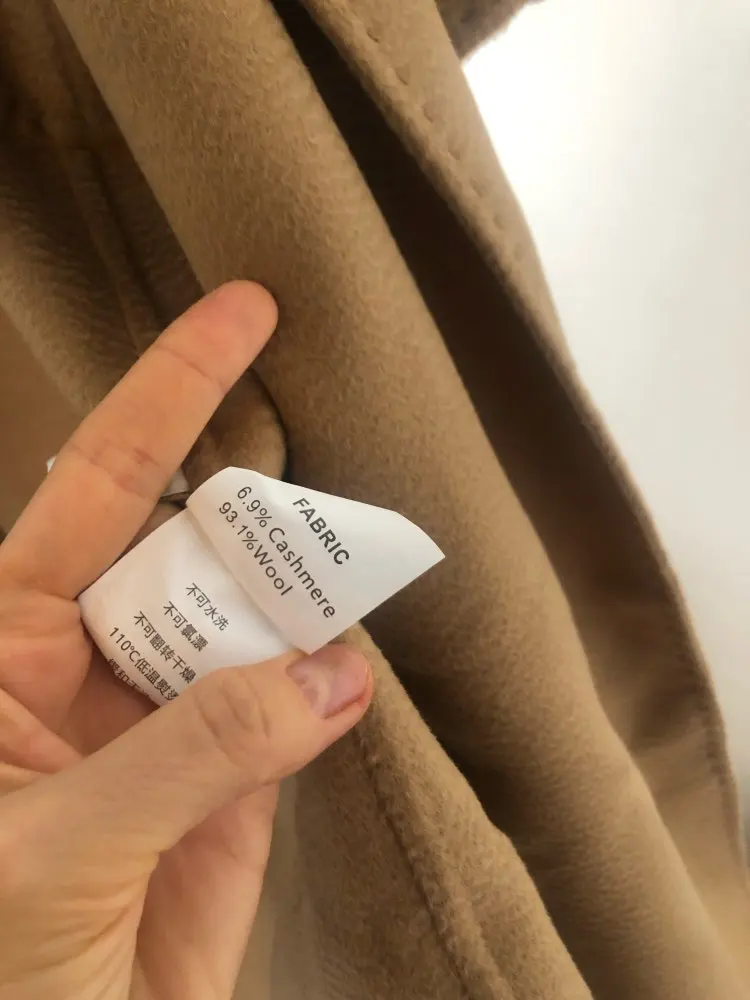 FABRIC
6.9% Cashmere
93.1%Wool
不可水洗
不可氯漂
不可翻转干燥
110℃低温熨烫